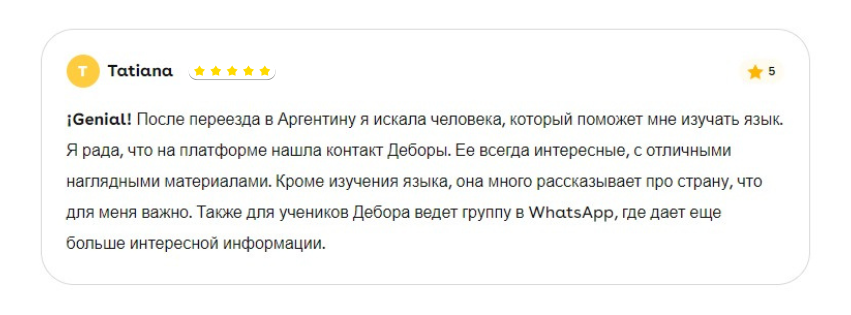 T Tatiana 5
¡Genial! После переезда в Аргентину я искала человека, который поможет мне изучать язык.
Я рада, что на платформе нашла контакт Деборы. Ее всегда интересные, с отличными
наглядными материалами. Кроме изучения языка, она много рассказывает про страну, что
для меня важно. Также для учеников Дебора ведет группу в WhatsApp, где дает еще
больше интересной информации.